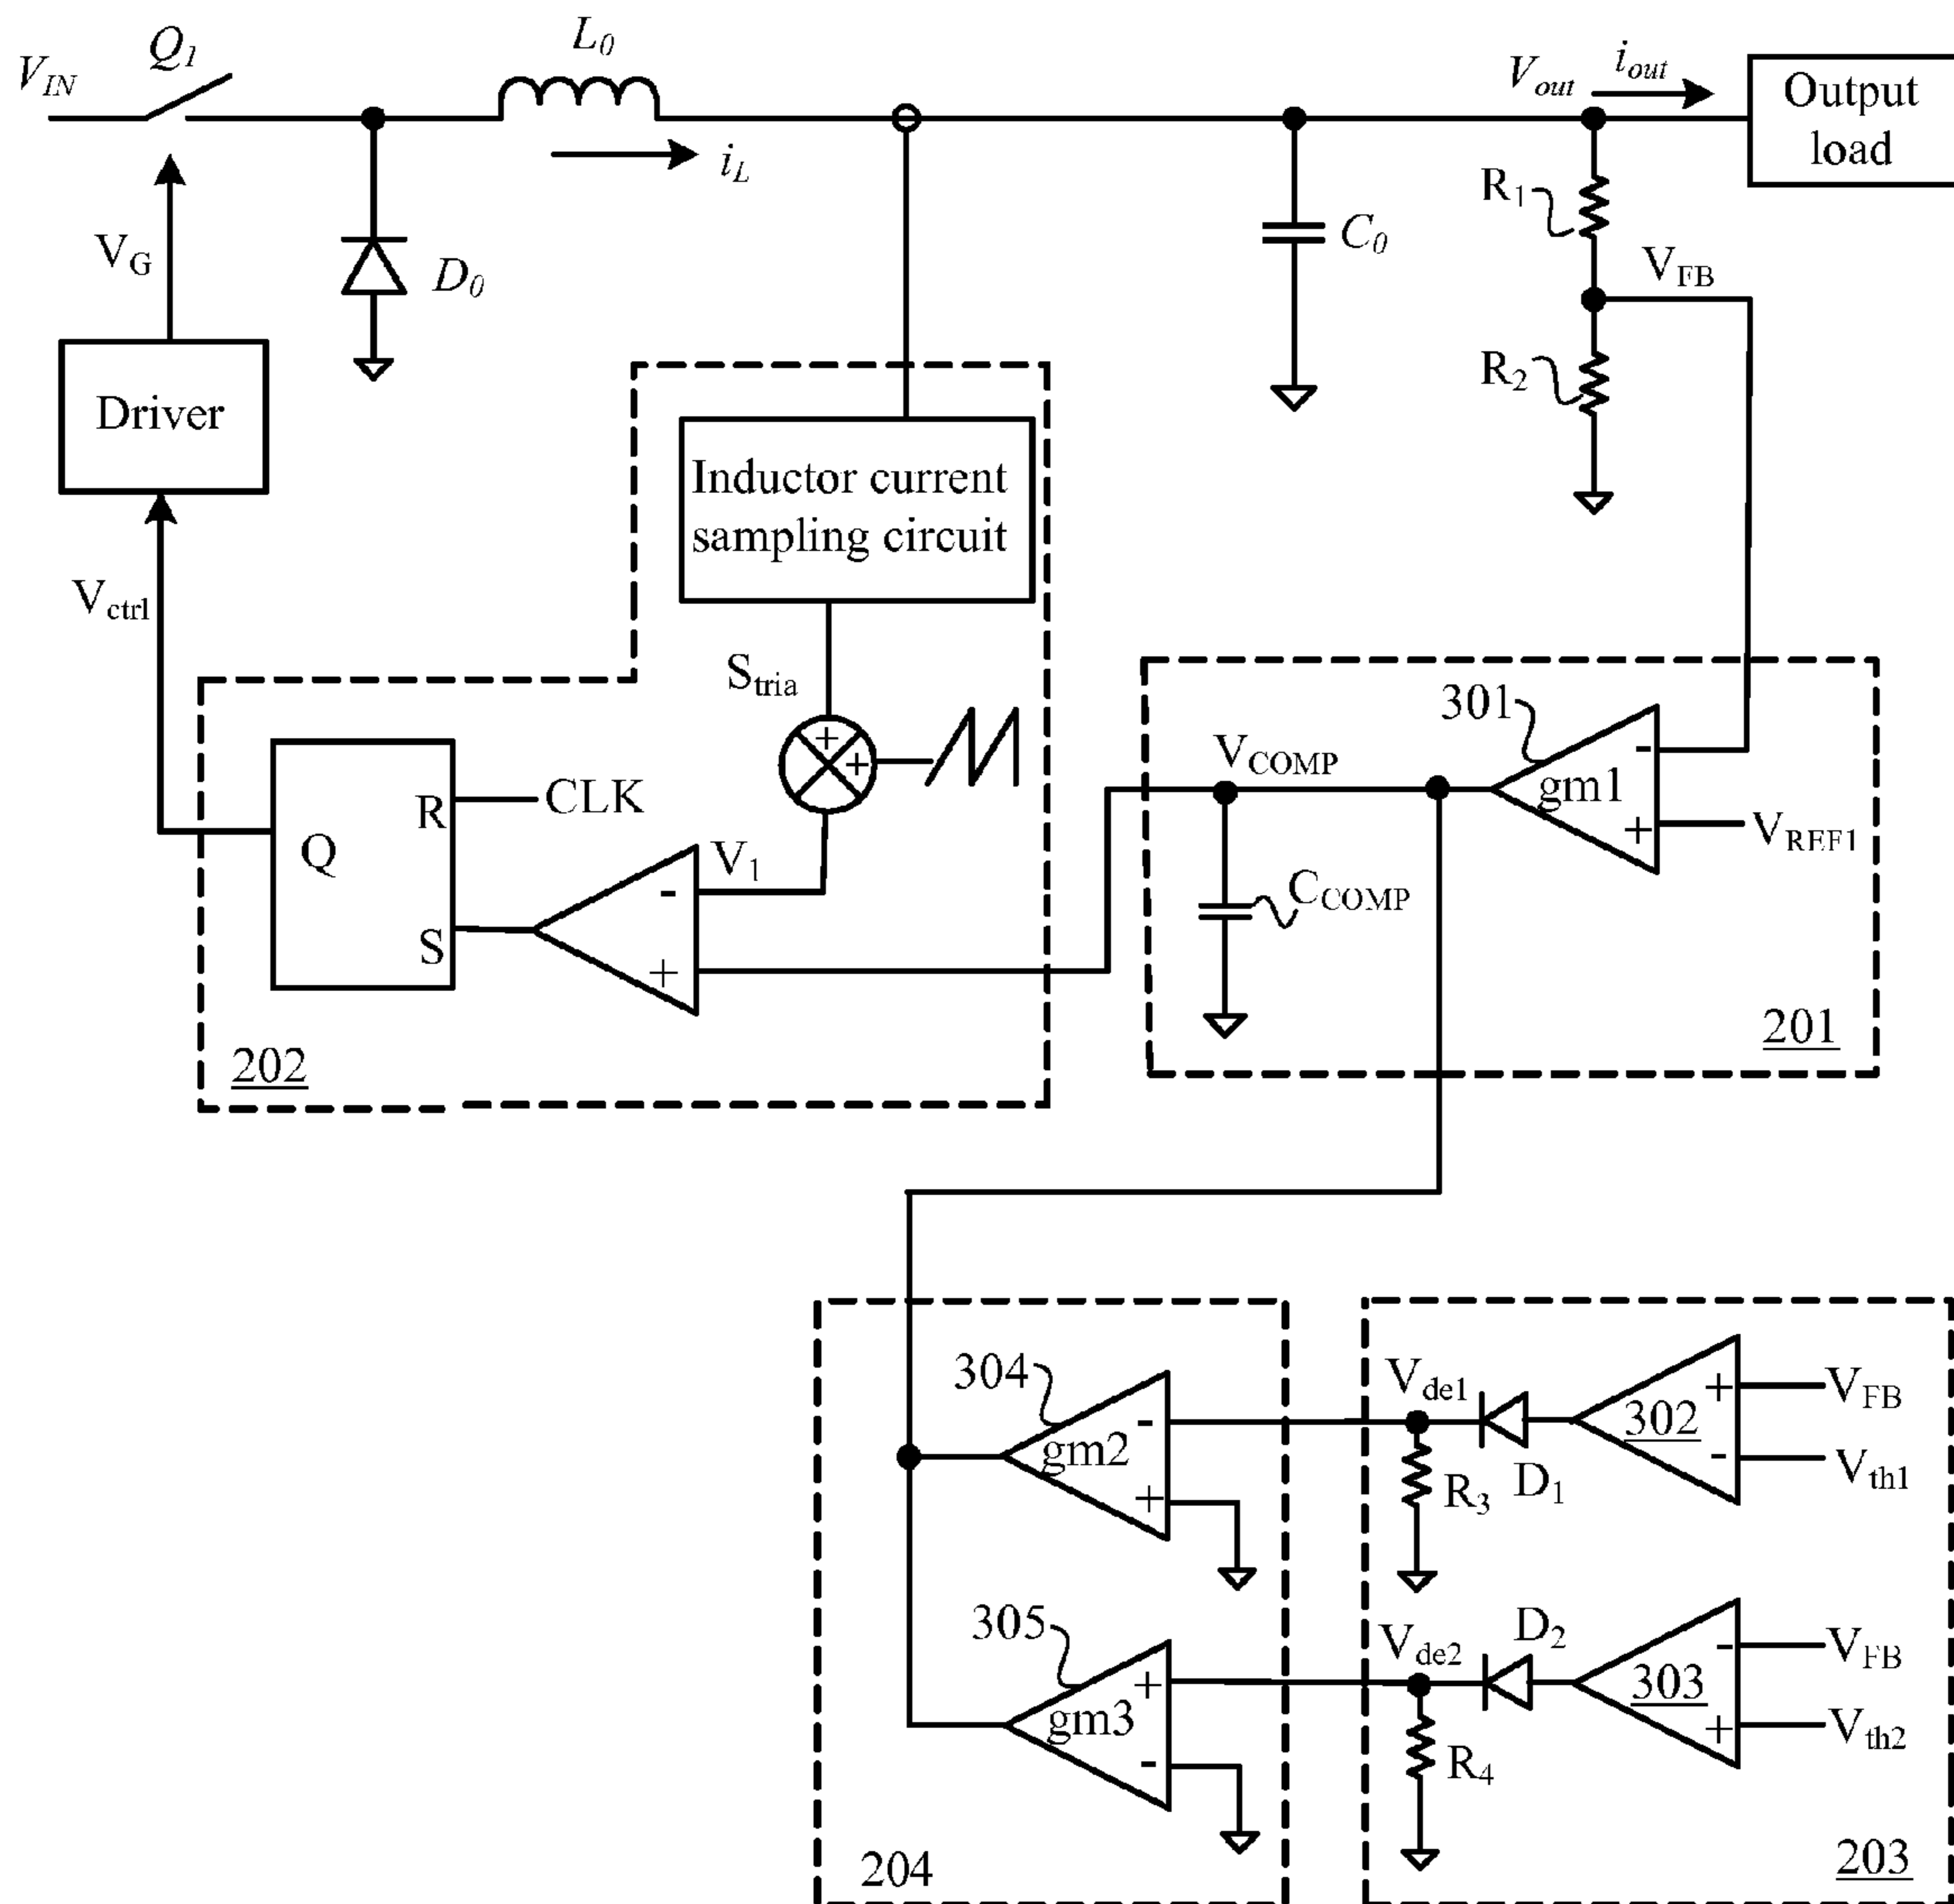 V_IN
Q_1
L_0
i_L
V_out
i_out
Output
load
V_G
D_0
C_0
R_1
V_FB
R_2
Driver
Inductor current
sampling circuit
V_ctrl
S_tria
+
+
301
V_COMP
-
gm1
+
V_REF1
CLK
R
Q
S
V_1
-
+
C_COMP
201
202
304
V_de1
-
gm2
+
R_3
D_1
302
+
-
V_FB
V_th1
305
V_de2
D_2
+
gm3
-
R_4
303
-
+
V_FB
V_th2
204
203